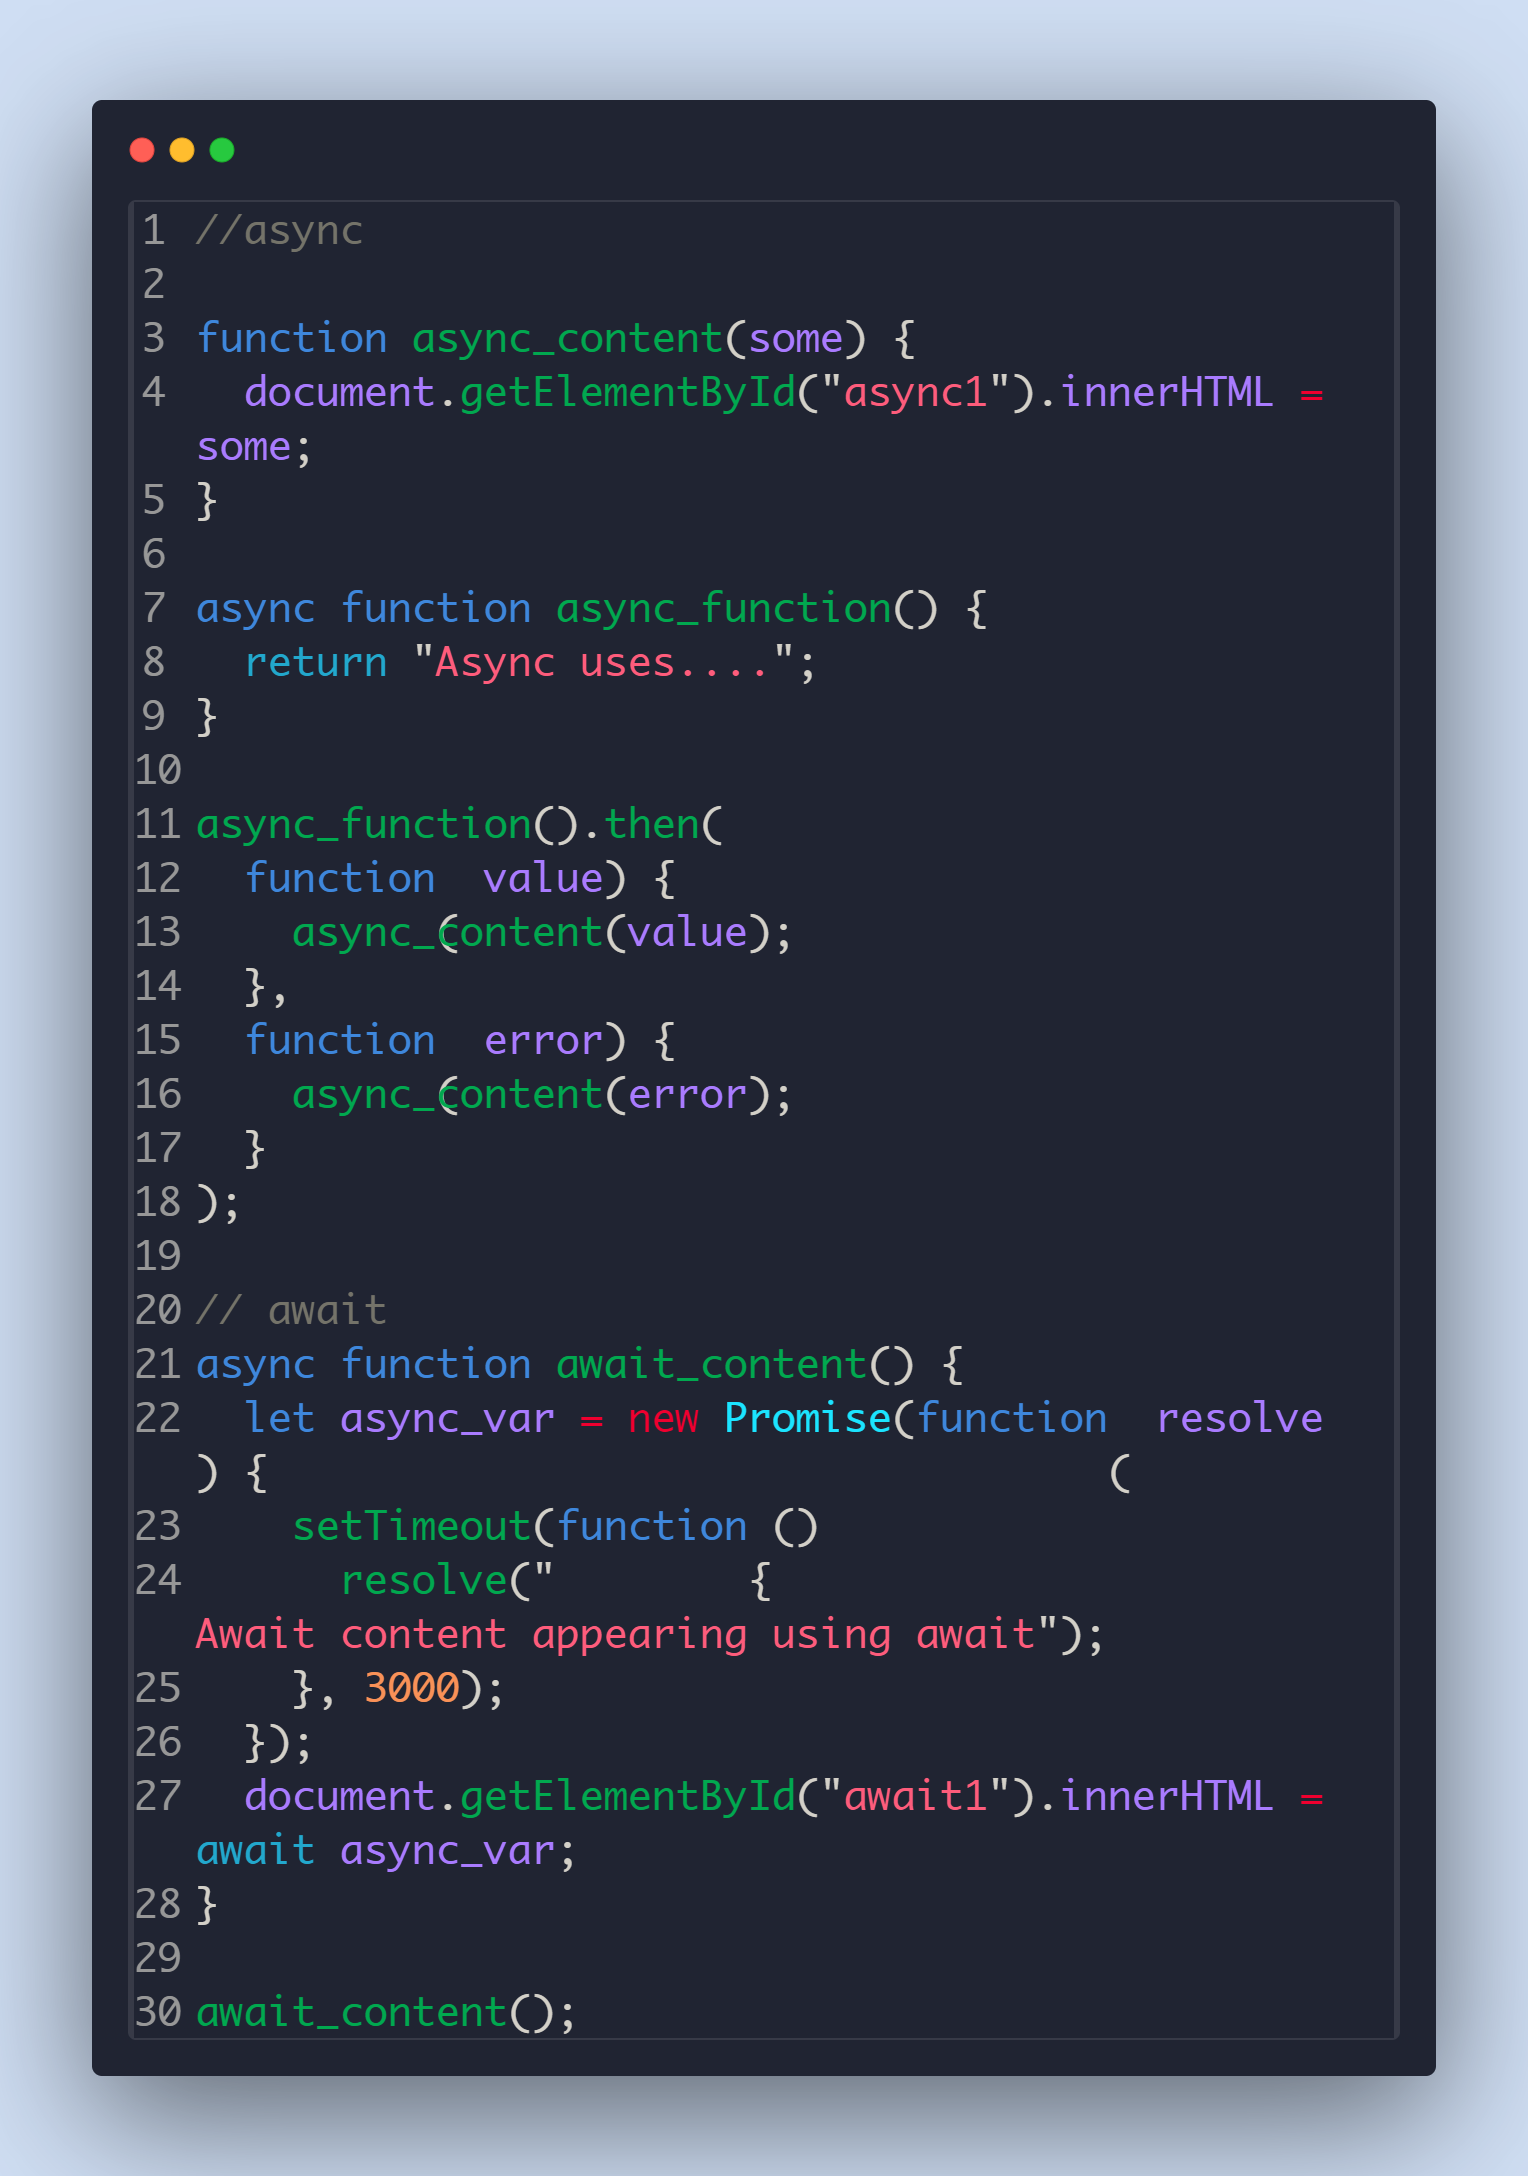 1 //async
2
3 function async_content(some) {
4   document.getElementById("async1").innerHTML =
some;
5 }
6
7 async function async_function() {
8   return "Async uses....";
9 }
10
11 async_function().then(
12   function  value) {
13     async_(content(value);
14   },
15   function  error) {
16     async_(content(error);
17   }
18 );
19
20 // await
21 async function await_content() {
22   let async_var = new Promise(function  resolve
) {                                   (
23     setTimeout(function ()
24       resolve("        {
Await content appearing using await");
25     }, 3000);
26   });
27   document.getElementById("await1").innerHTML =
await async_var;
28 }
29
30 await_content();